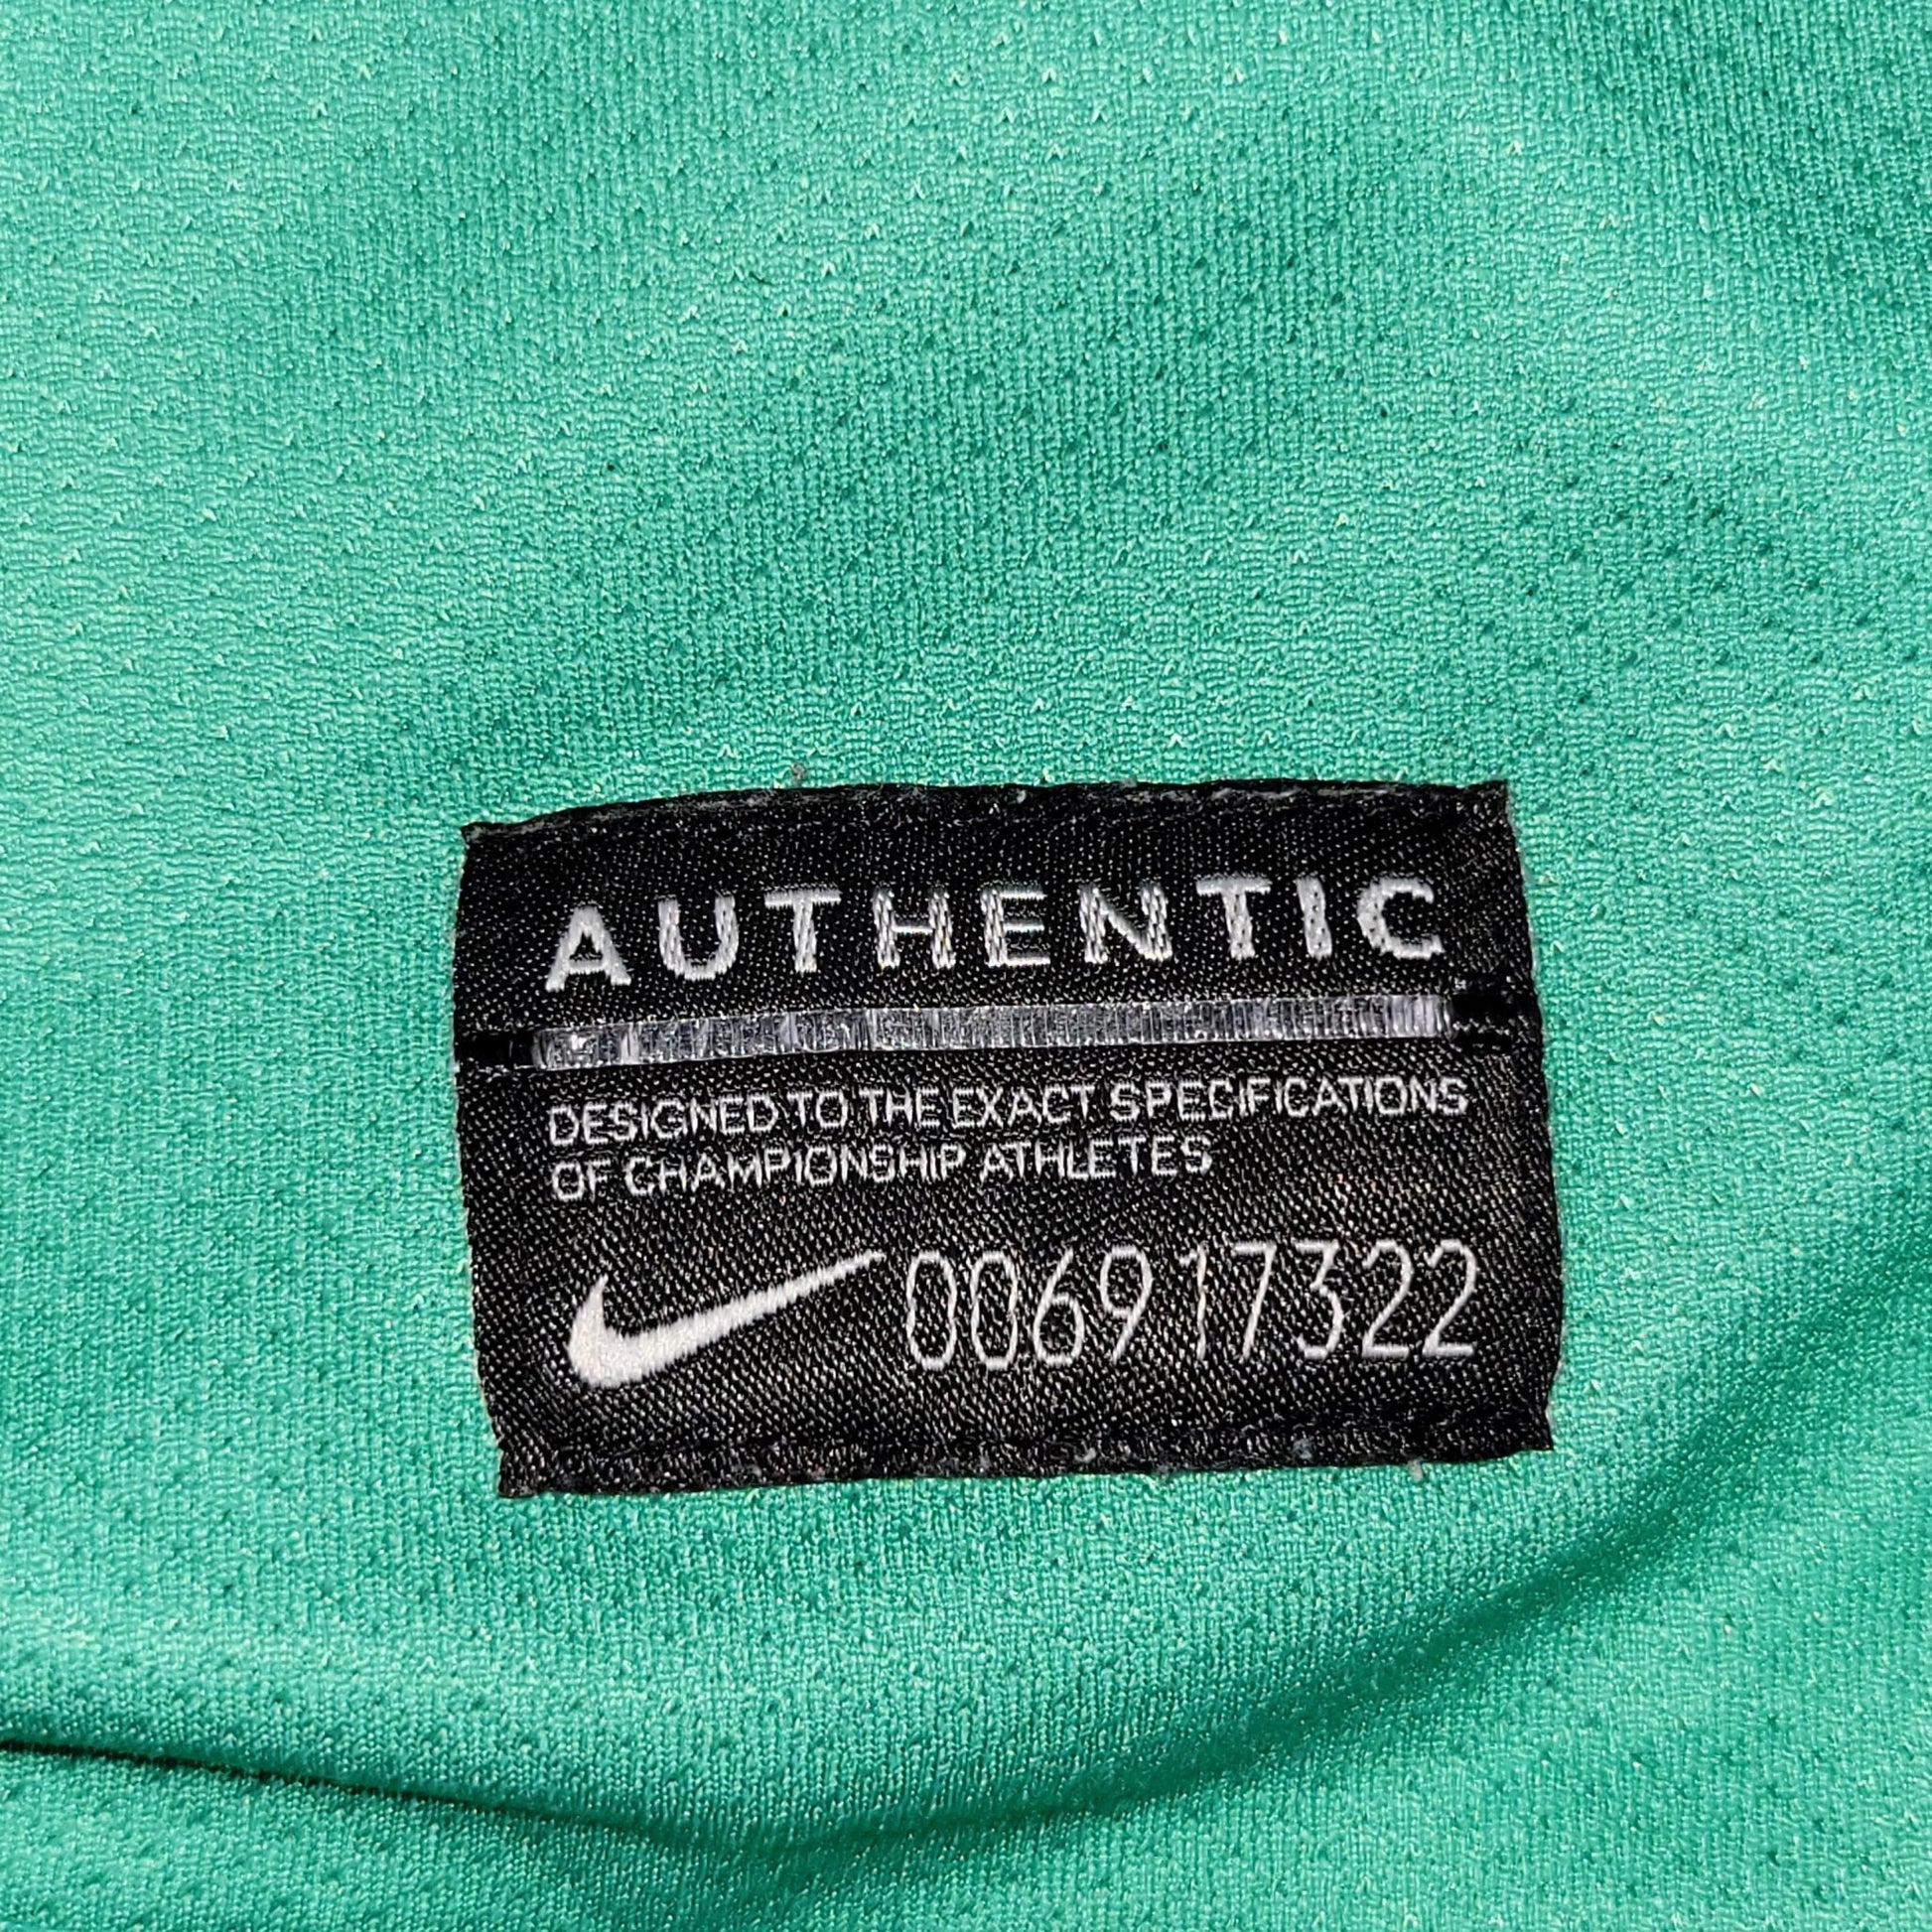 AUTHENTIC
DESIGNED TO THE EXACT SPECIFICATIONS
OF CHAMPIONSHIP ATHLETES
006917322